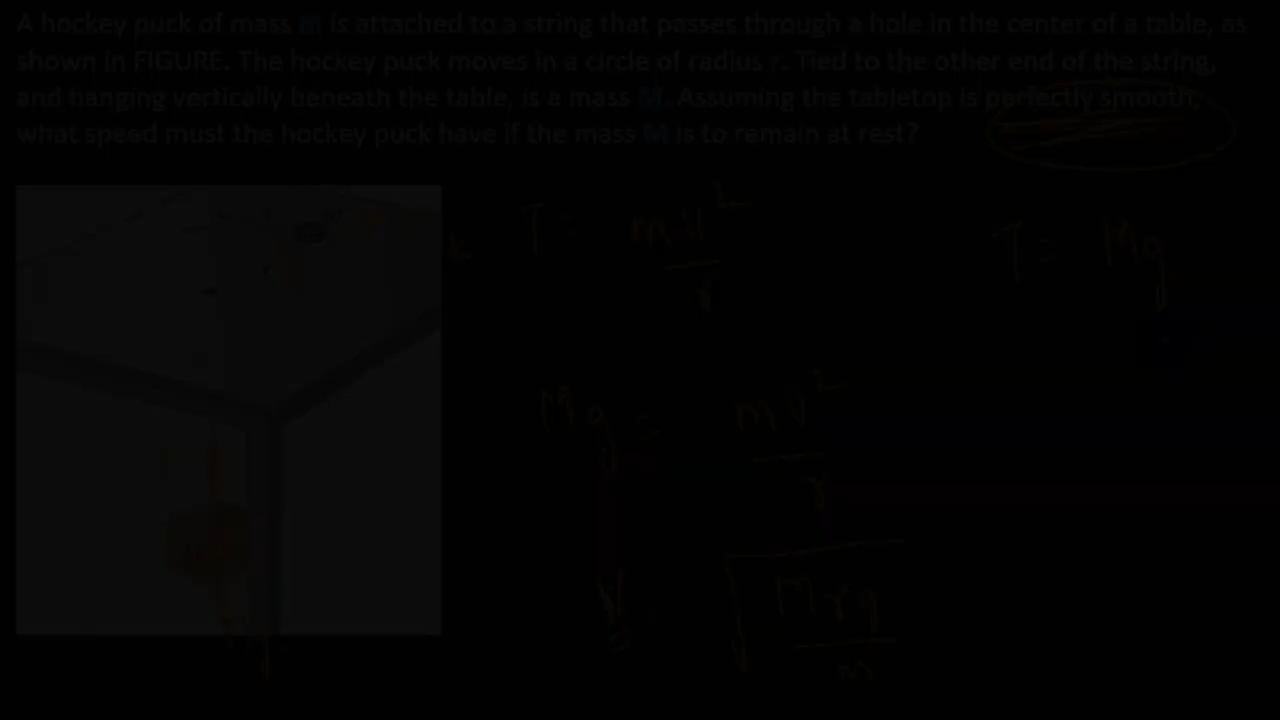 A hockey puck of mass m is attached to a string that passes through a hole in the center of a table, as
shown in FIGURE. The hockey puck moves in a circle of radius r. Tied to the other end of the string,
and hanging vertically beneath the table, is a mass M. Assuming the tabletop is perfectly smooth,
what speed must the hockey puck have if the mass M is to remain at rest?
T = mv²/r
T = Mg
Mg = mv²/r
v = √(Mrg/m)